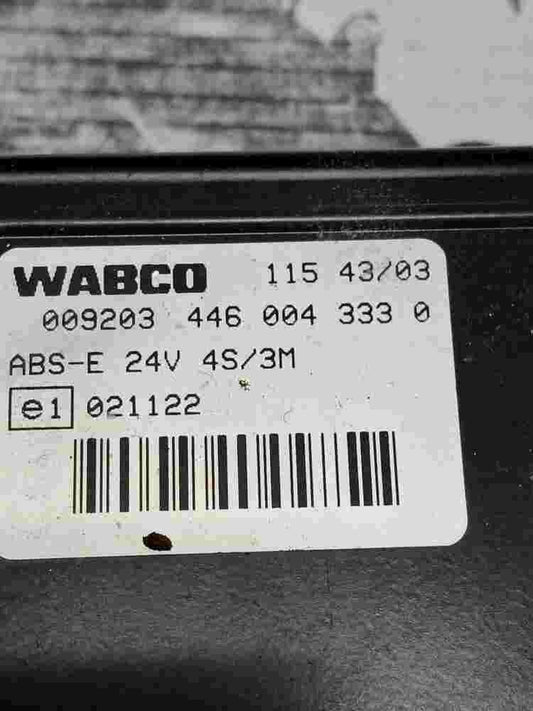 WABCO 115 43/03
009203 446 004 333 0
ABS-E 24V 4S/3M
e1 021122